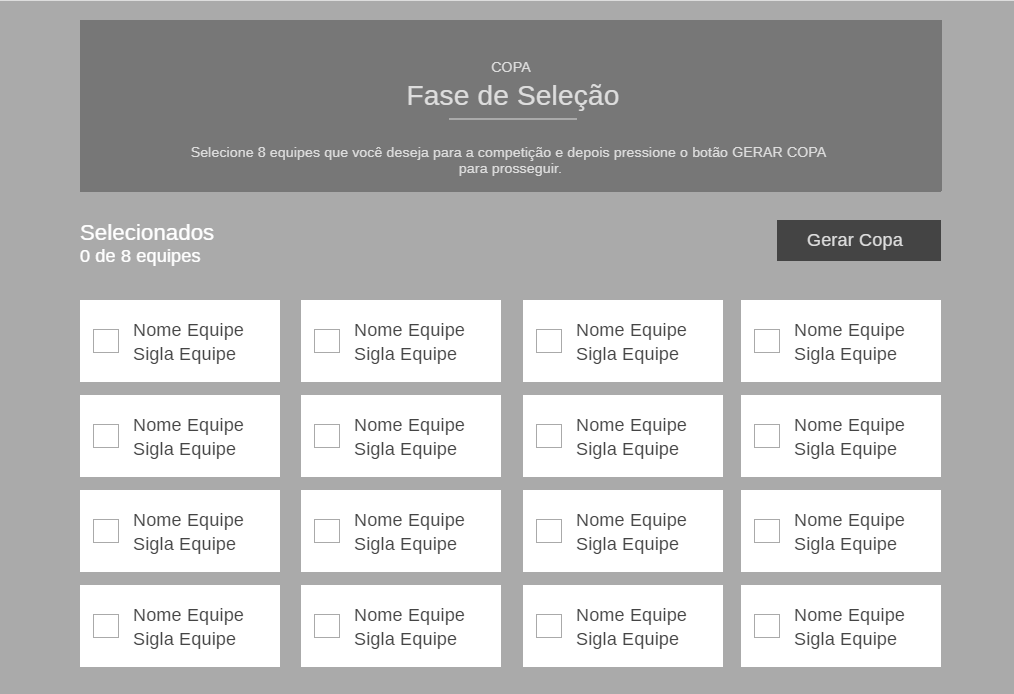 COPA
Fase de Seleção
Selecione 8 equipes que você deseja para a competição e depois pressione o botão GERAR COPA
para prosseguir.
Selecionados
0 de 8 equipes
Gerar Copa
Nome Equipe
Sigla Equipe
Nome Equipe
Sigla Equipe
Nome Equipe
Sigla Equipe
Nome Equipe
Sigla Equipe
Nome Equipe
Sigla Equipe
Nome Equipe
Sigla Equipe
Nome Equipe
Sigla Equipe
Nome Equipe
Sigla Equipe
Nome Equipe
Sigla Equipe
Nome Equipe
Sigla Equipe
Nome Equipe
Sigla Equipe
Nome Equipe
Sigla Equipe
Nome Equipe
Sigla Equipe
Nome Equipe
Sigla Equipe
Nome Equipe
Sigla Equipe
Nome Equipe
Sigla Equipe